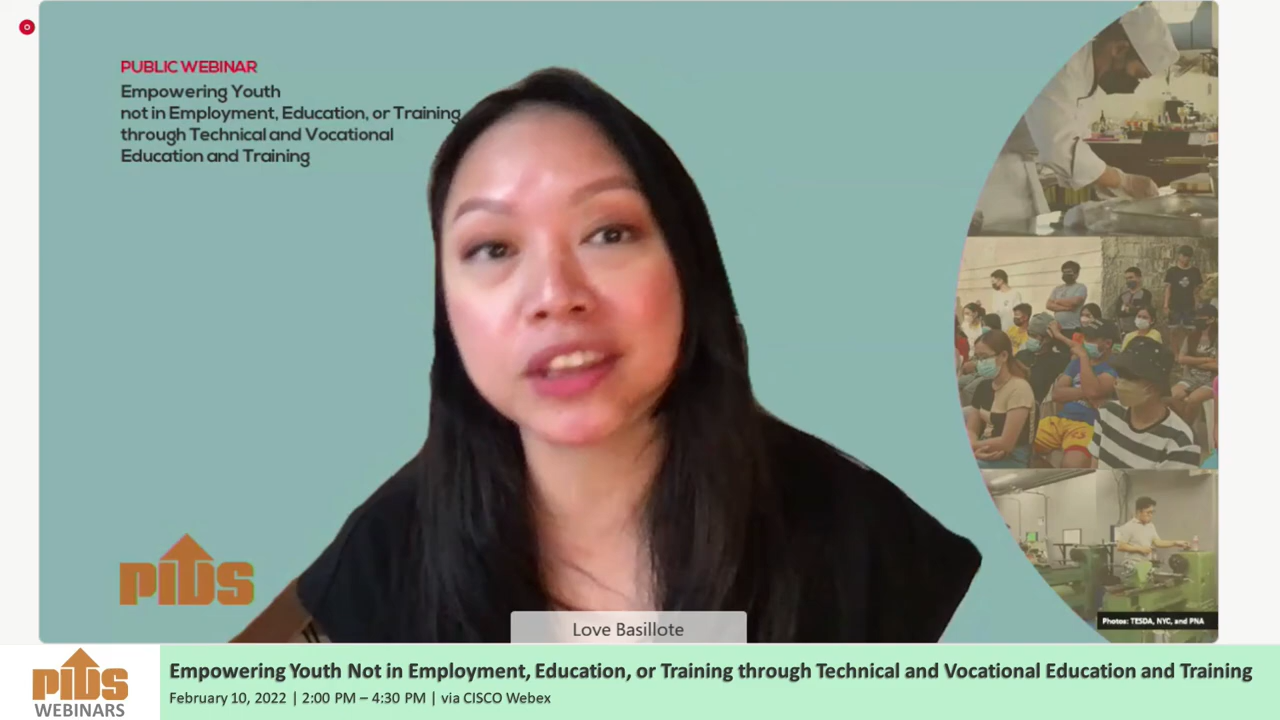 PUBLIC WEBINAR
Empowering Youth
not in Employment, Education, or Training
through Technical and Vocational
Education and Training
PIDS
Love Basillote
Photos: TESDA, NYC, and PNA
PIDS
WEBINARS
Empowering Youth Not in Employment, Education, or Training through Technical and Vocational Education and Training
February 10, 2022 | 2:00 PM – 4:30 PM | via CISCO Webex